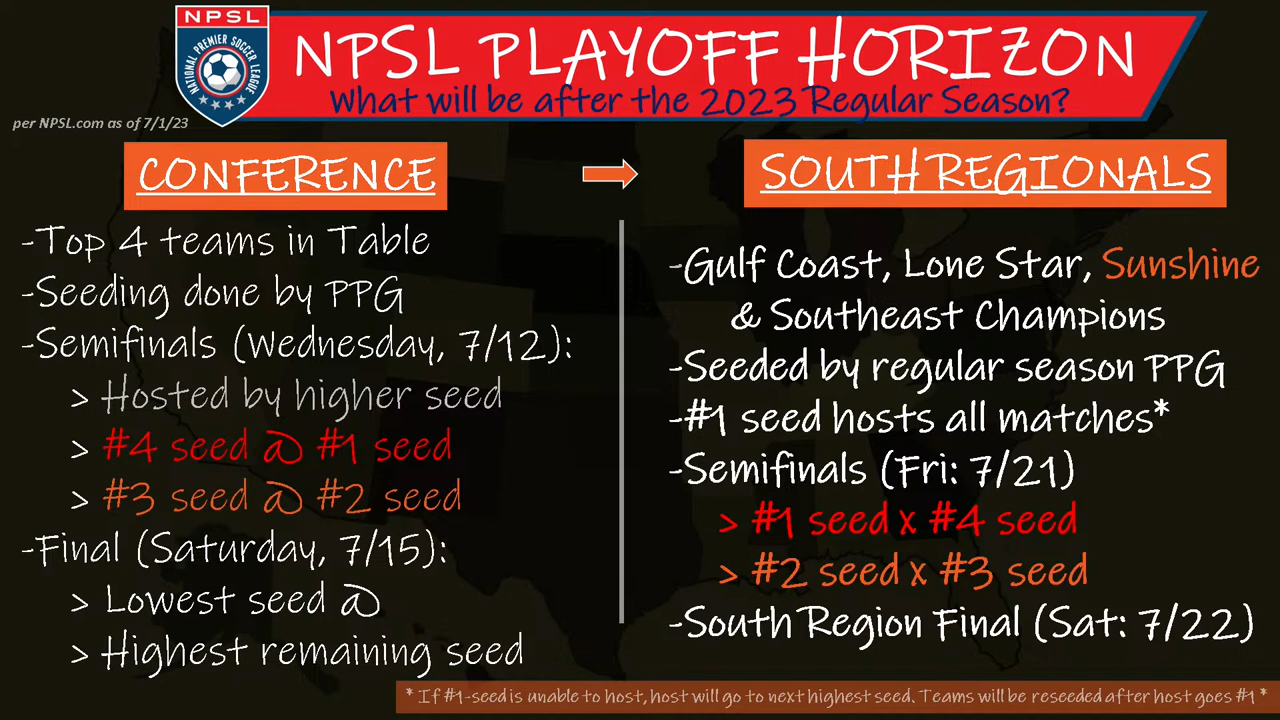 NPSL
NATIONAL PREMIER SOCCER LEAGUE
NPSL PLAYOFF HORIZON
What will be after the 2023 Regular Season?
per NPSL.com as of 7/1/23
CONFERENCE
-Top 4 teams in Table
-Seeding done by PPG
-Semifinals (Wednesday, 7/12):
> Hosted by higher seed
> #4 seed @ #1 seed
> #3 seed @ #2 seed
-Final (Saturday, 7/15):
> Lowest seed @
> Highest remaining seed
SOUTH REGIONALS
-Gulf Coast, Lone Star, Sunshine
& Southeast Champions
-Seeded by regular season PPG
-#1 seed hosts all matches*
-Semifinals (Fri: 7/21)
> #1 seed x #4 seed
> #2 seed x #3 seed
-South Region Final (Sat: 7/22)
* If #1-seed is unable to host, host will go to next highest seed. Teams will be reseeded after host goes #1 *